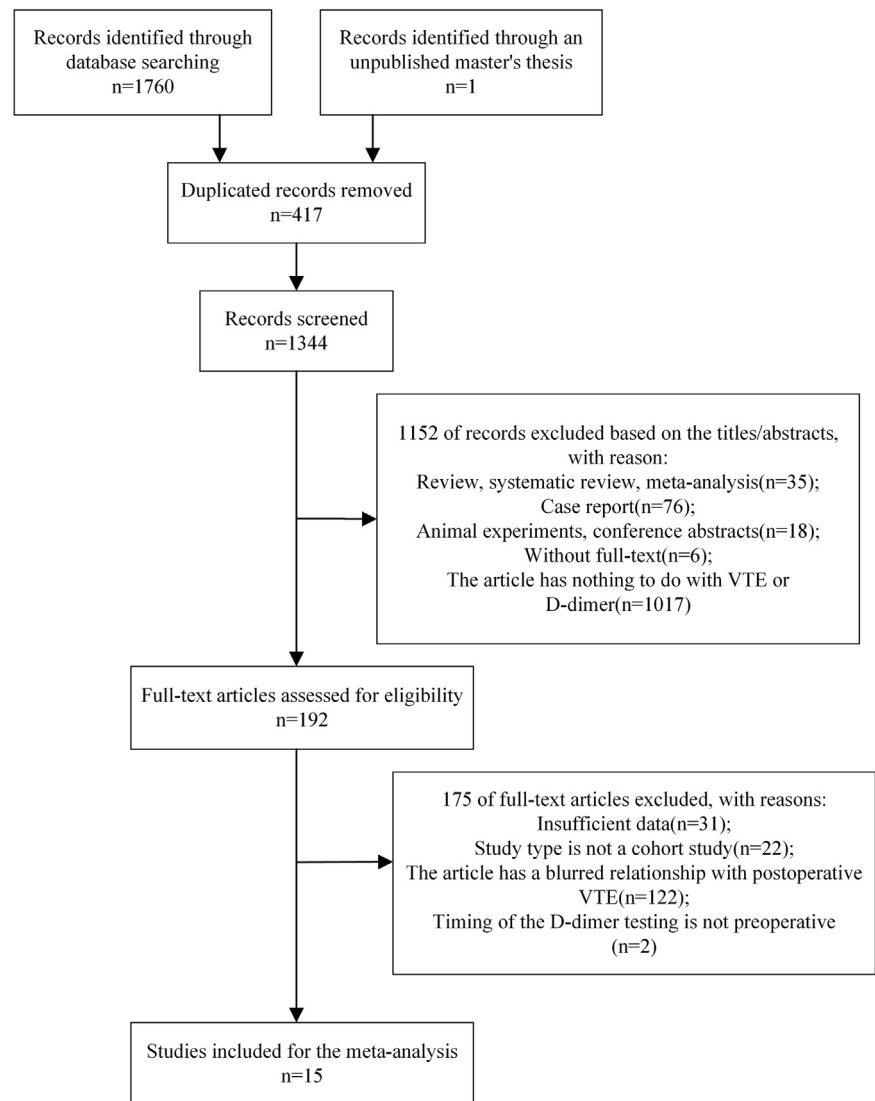 Records identified through
database searching
n=1760
Records identified through an
unpublished master's thesis
n=1
Duplicated records removed
n=417
Records screened
n=1344
1152 of records excluded based on the titles/abstracts,
with reason:
Review, systematic review, meta-analysis(n=35);
Case report(n=76);
Animal experiments, conference abstracts(n=18);
Without full-text(n=6);
The article has nothing to do with VTE or
D-dimer(n=1017)
Full-text articles assessed for eligibility
n=192
175 of full-text articles excluded, with reasons:
Insufficient data(n=31);
Study type is not a cohort study(n=22);
The article has a blurred relationship with postoperative
VTE(n=122);
Timing of the D-dimer testing is not preoperative
(n=2)
Studies included for the meta-analysis
n=15